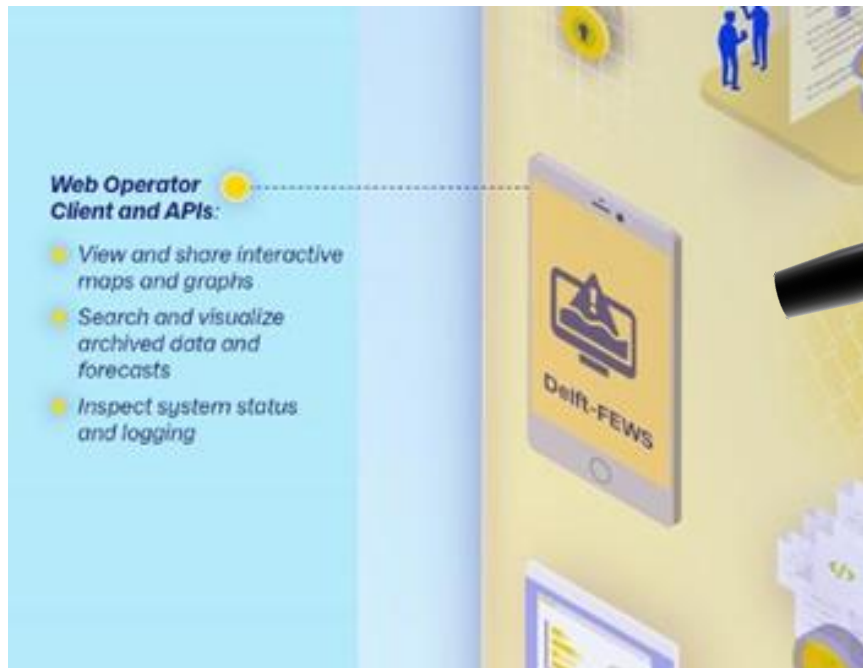 Web Operator
Client and APIs:
View and share interactive
maps and graphs
Search and visualize
archived data and
forecasts
Inspect system status
and logging
Delft-FEWS
</>